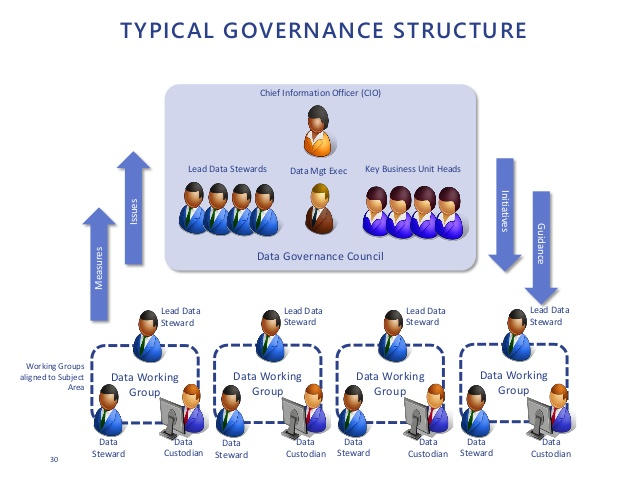 TYPICAL GOVERNANCE STRUCTURE
Chief Information Officer (CIO)
Lead Data Stewards
Data Mgt Exec
Key Business Unit Heads
Data Governance Council
Issues
Measures
Initiatives
Guidance
Lead Data
Steward
Lead Data
Steward
Lead Data
Steward
Lead Data
Steward
Working Groups
aligned to Subject
Area
Data Working
Group
Data Working
Group
Data Working
Group
Data Working
Group
Data
Steward
Data
Custodian
Data
Steward
Data
Custodian
Data
Steward
Data
Custodian
Data
Steward
Data
Custodian
30